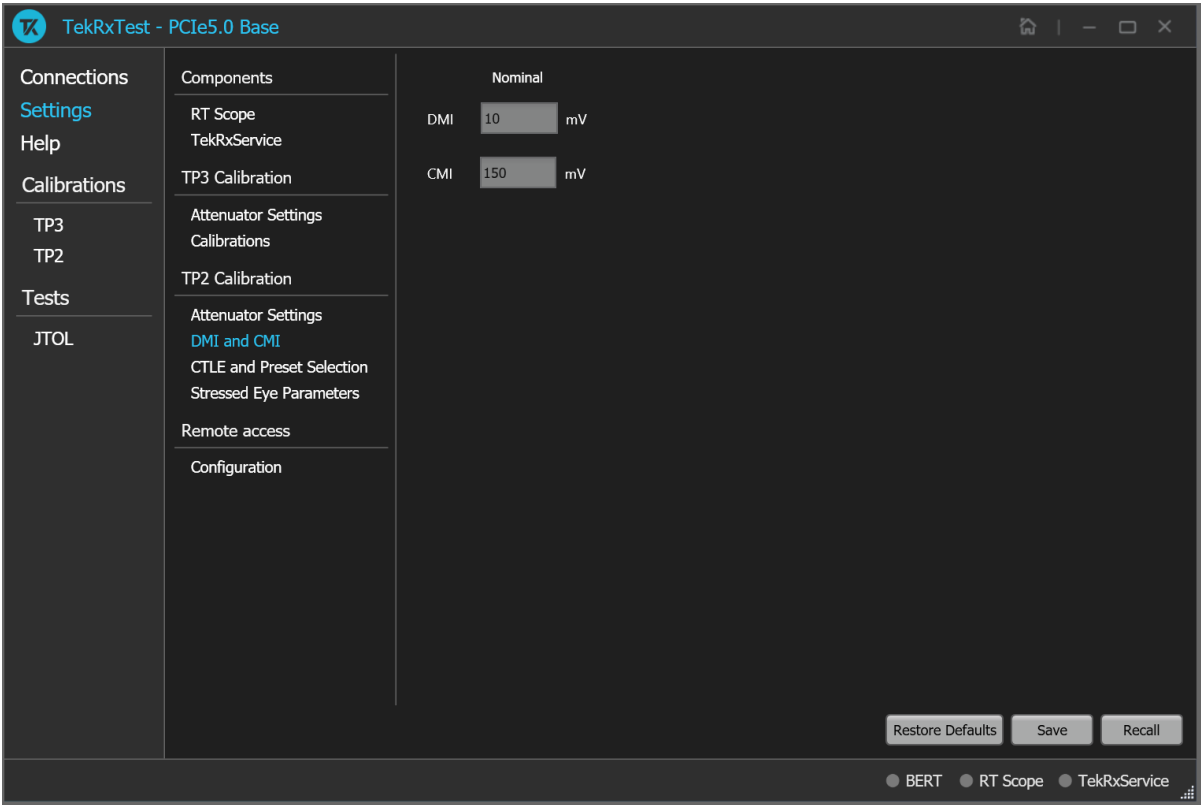 TekRxTest - PCIe5.0 Base
Connections
Settings
Help
Calibrations
TP3
TP2
Tests
JTOL
Components
RT Scope
TekRxService
TP3 Calibration
Attenuator Settings
Calibrations
TP2 Calibration
Attenuator Settings
DMI and CMI
CTLE and Preset Selection
Stressed Eye Parameters
Remote access
Configuration
Nominal
DMI 10 mV
CMI 150 mV
Restore Defaults Save Recall
BERT RT Scope TekRxService